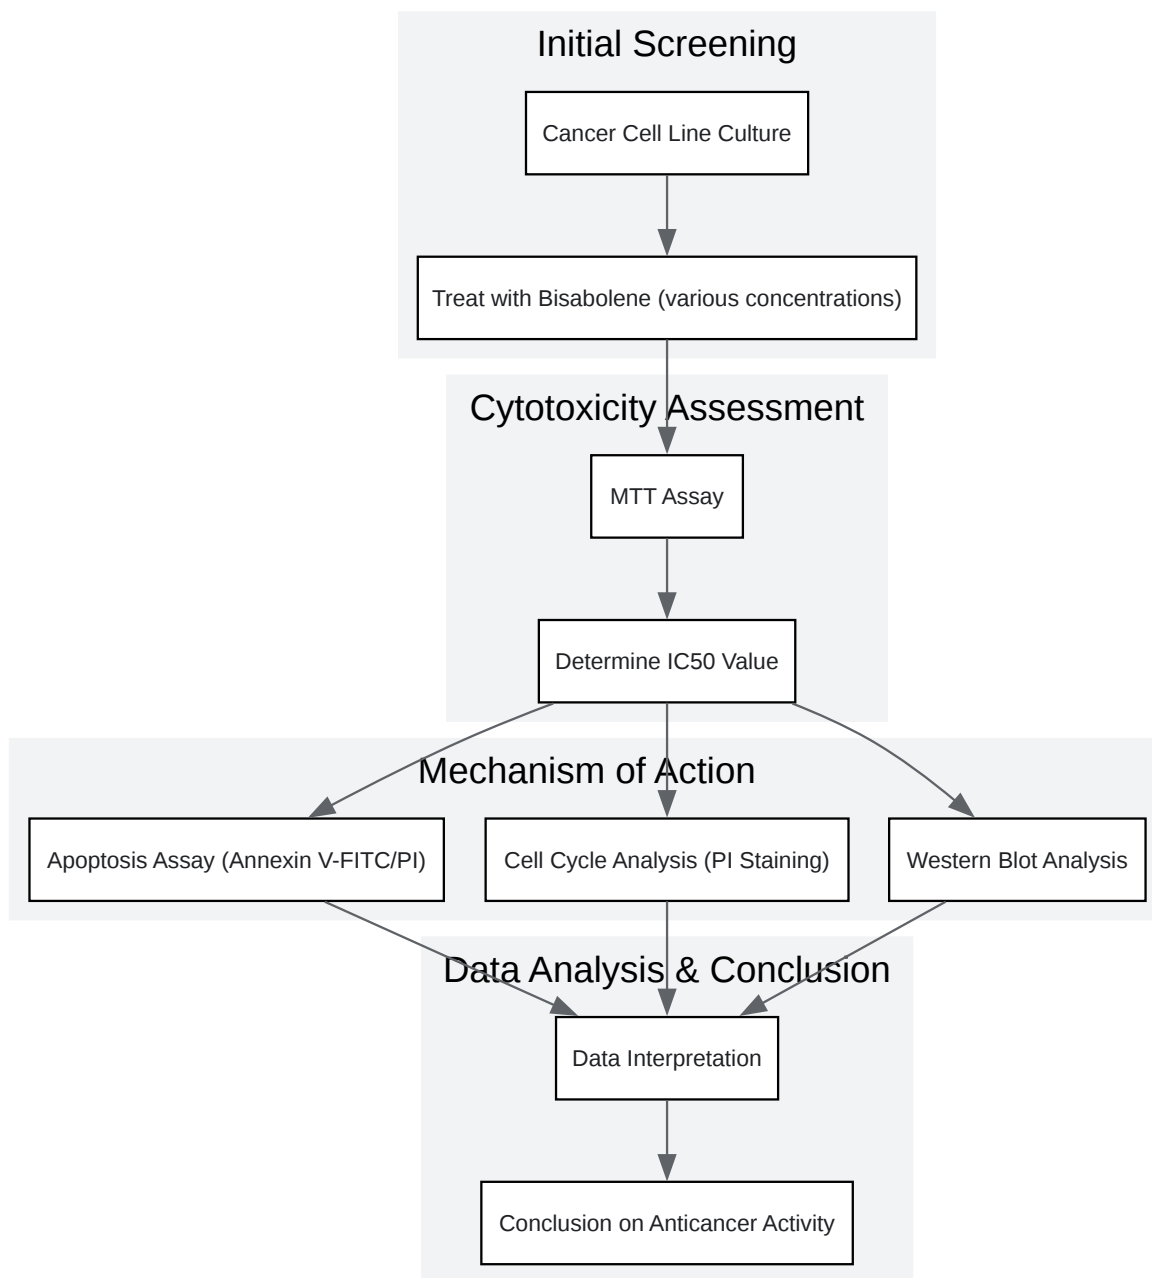 Initial Screening
Cancer Cell Line Culture
Treat with Bisabolene (various concentrations)
Cytotoxicity Assessment
MTT Assay
Determine IC50 Value
Mechanism of Action
Apoptosis Assay (Annexin V-FITC/PI)
Cell Cycle Analysis (PI Staining)
Western Blot Analysis
Data Analysis & Conclusion
Data Interpretation
Conclusion on Anticancer Activity